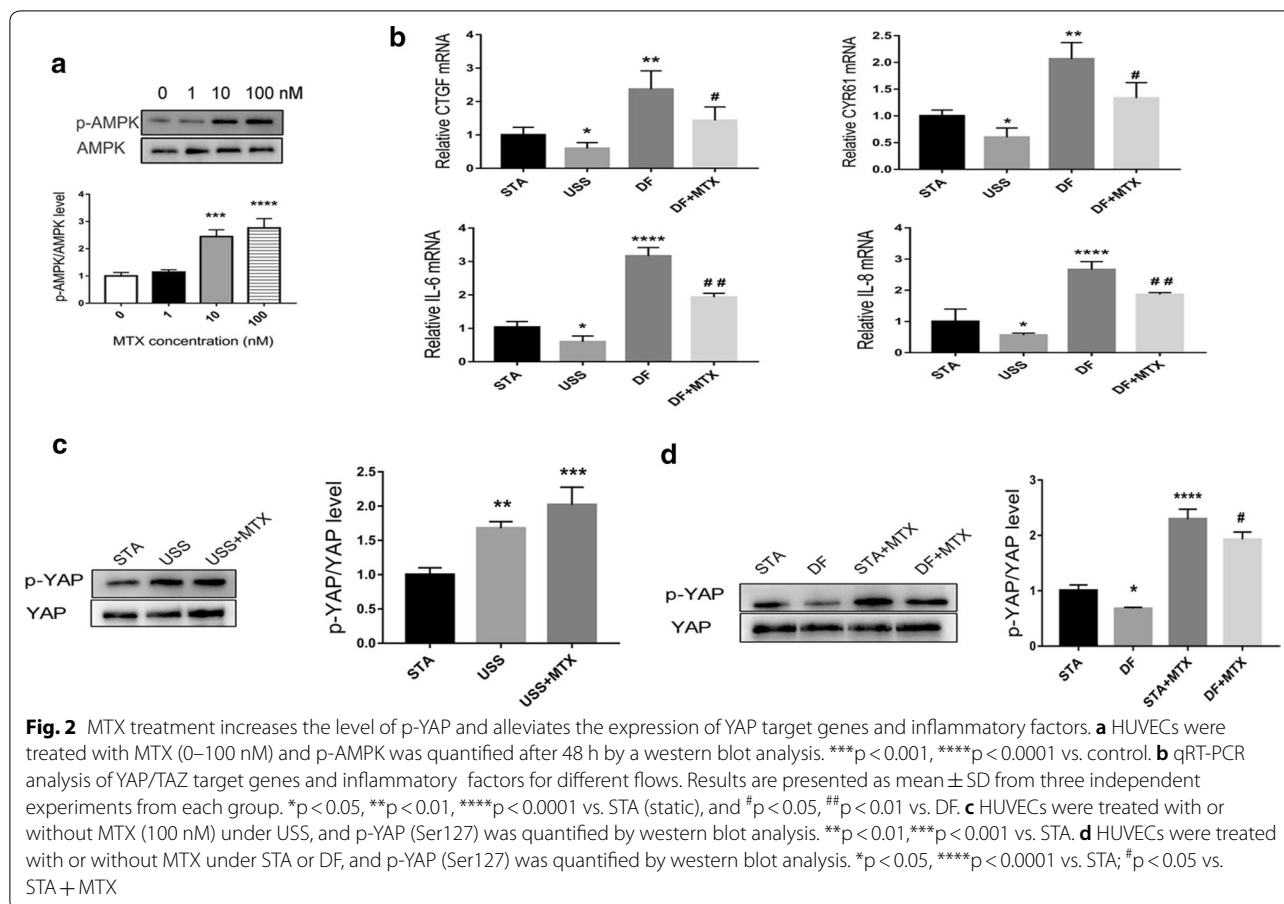 a
0 1 10 100 nM
p-AMPK
AMPK
p-AMPK/AMPK level
4
3
2
1
0
***
****
0 1 10 100
MTX concentration (nM)
b
Relative CTGF mRNA
4
3
2
1
0
*
**
#
STA USS DF DF+MTX
Relative CYR61 mRNA
2.5
2.0
1.5
1.0
0.5
0.0
*
**
#
STA USS DF DF+MTX
Relative IL-6 mRNA
4
3
2
1
0
*
****
# #
STA USS DF DF+MTX
Relative IL-8 mRNA
4
3
2
1
0
*
****
# #
STA USS DF DF+MTX
c
STA USS USS+MTX
p-YAP
YAP
p-YAP/YAP level
2.5
2.0
1.5
1.0
0.5
0.0
**
***
STA USS USS+MTX
d
STA DF STA+MTX DF+MTX
p-YAP
YAP
p-YAP/YAP level
3
2
1
0
*
****
#
STA DF STA+MTX DF+MTX
Fig. 2 MTX treatment increases the level of p-YAP and alleviates the expression of YAP target genes and inflammatory factors. a HUVECs were
treated with MTX (0–100 nM) and p-AMPK was quantified after 48 h by a western blot analysis. ***p < 0.001, ****p < 0.0001 vs. control. b qRT-PCR
analysis of YAP/TAZ target genes and inflammatory factors for different flows. Results are presented as mean ± SD from three independent
experiments from each group. *p < 0.05, **p < 0.01, ****p < 0.0001 vs. STA (static), and #p < 0.05, ##p < 0.01 vs. DF. c HUVECs were treated with or
without MTX (100 nM) under USS, and p-YAP (Ser127) was quantified by western blot analysis. **p < 0.01,***p < 0.001 vs. STA. d HUVECs were treated
with or without MTX under STA or DF, and p-YAP (Ser127) was quantified by western blot analysis. *p < 0.05, ****p < 0.0001 vs. STA; #p < 0.05 vs.
STA + MTX